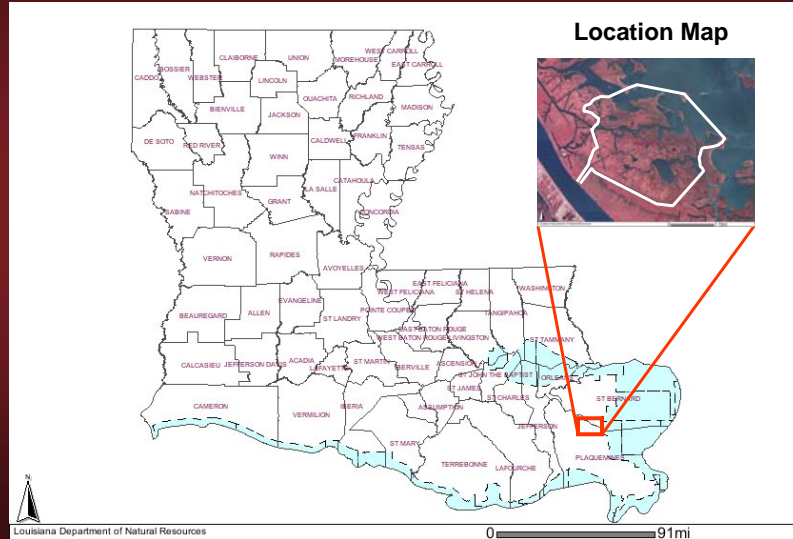 Location Map
CLAIBORNE
UNION
MOREHOUSE
WEST CARROLL
EAST CARROLL
BOSSIER
CADDO
WEBSTER
LINCOLN
OUACHITA
RICHLAND
MADISON
BIENVILLE
JACKSON
DE SOTO
RED RIVER
CALDWELL
FRANKLIN
TENSAS
WINN
NATCHITOCHES
LA SALLE
CATAHOULA
CONCORDIA
SABINE
GRANT
VERNON
RAPIDES
AVOYELLES
EAST FELICIANA
WEST FELICIANA
ST HELENA
WASHINGTON
TANGIPAHOA
BEAUREGARD
ALLEN
EVANGELINE
ST LANDRY
POINTE COUPEE
EAST BATON ROUGE
WEST BATON ROUGE
LIVINGSTON
ST TAMMANY
CALCASIEU
JEFFERSON DAVIS
ACADIA
LAFAYETTE
ST MARTIN
IBERVILLE
ASCENSION
ST JOHN THE BAPTIST
ORLEANS
ST JAMES
ST CHARLES
ST BERNARD
CAMERON
VERMILION
IBERIA
ASSUMPTION
JEFFERSON
ST MARY
TERREBONNE
LAFOURCHE
PLAQUEMINES
N
Louisiana Department of Natural Resources
0 91mi